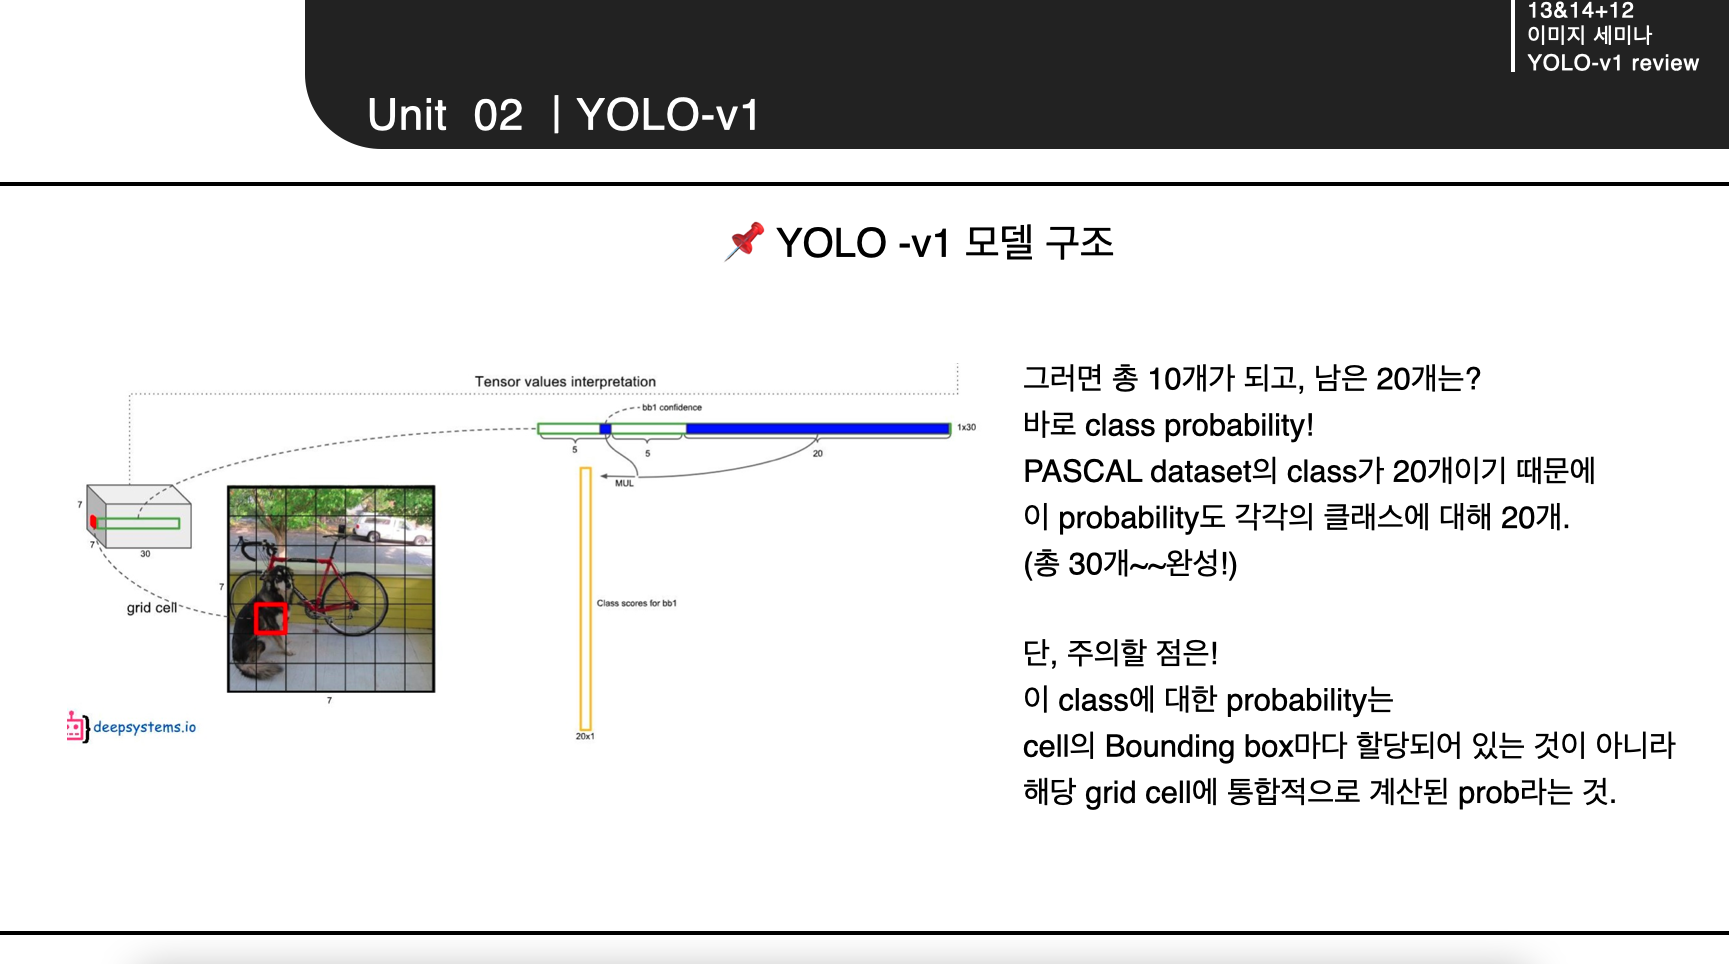 13&14+12
이미지 세미나
YOLO-v1 review
Unit 02 | YOLO-v1
📌 YOLO -v1 모델 구조
Tensor values interpretation
bb1 confidence
1x30
5
5
20
MUL
7
7
30
grid cell
7
7
Class scores for bb1
20x1
deepsystems.io
그러면 총 10개가 되고, 남은 20개는?
바로 class probability!
PASCAL dataset의 class가 20개이기 때문에
이 probability도 각각의 클래스에 대해 20개.
(총 30개~~완성!)
단, 주의할 점은!
이 class에 대한 probability는
cell의 Bounding box마다 할당되어 있는 것이 아니라
해당 grid cell에 통합적으로 계산된 prob라는 것.